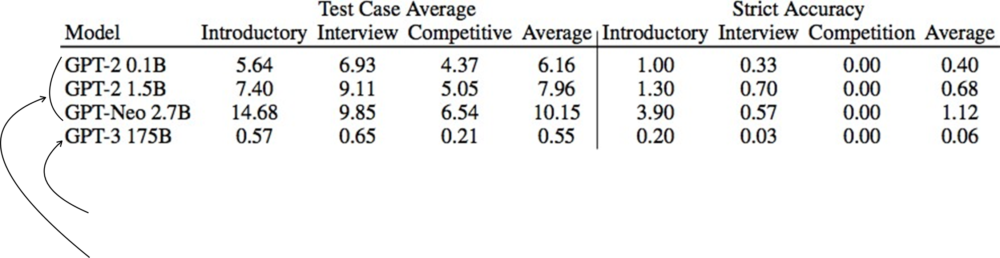 Test Case Average Strict Accuracy
Model Introductory Interview Competitive Average Introductory Interview Competition Average
GPT-2 0.1B 5.64 6.93 4.37 6.16 1.00 0.33 0.00 0.40
GPT-2 1.5B 7.40 9.11 5.05 7.96 1.30 0.70 0.00 0.68
GPT-Neo 2.7B 14.68 9.85 6.54 10.15 3.90 0.57 0.00 1.12
GPT-3 175B 0.57 0.65 0.21 0.55 0.20 0.03 0.00 0.06